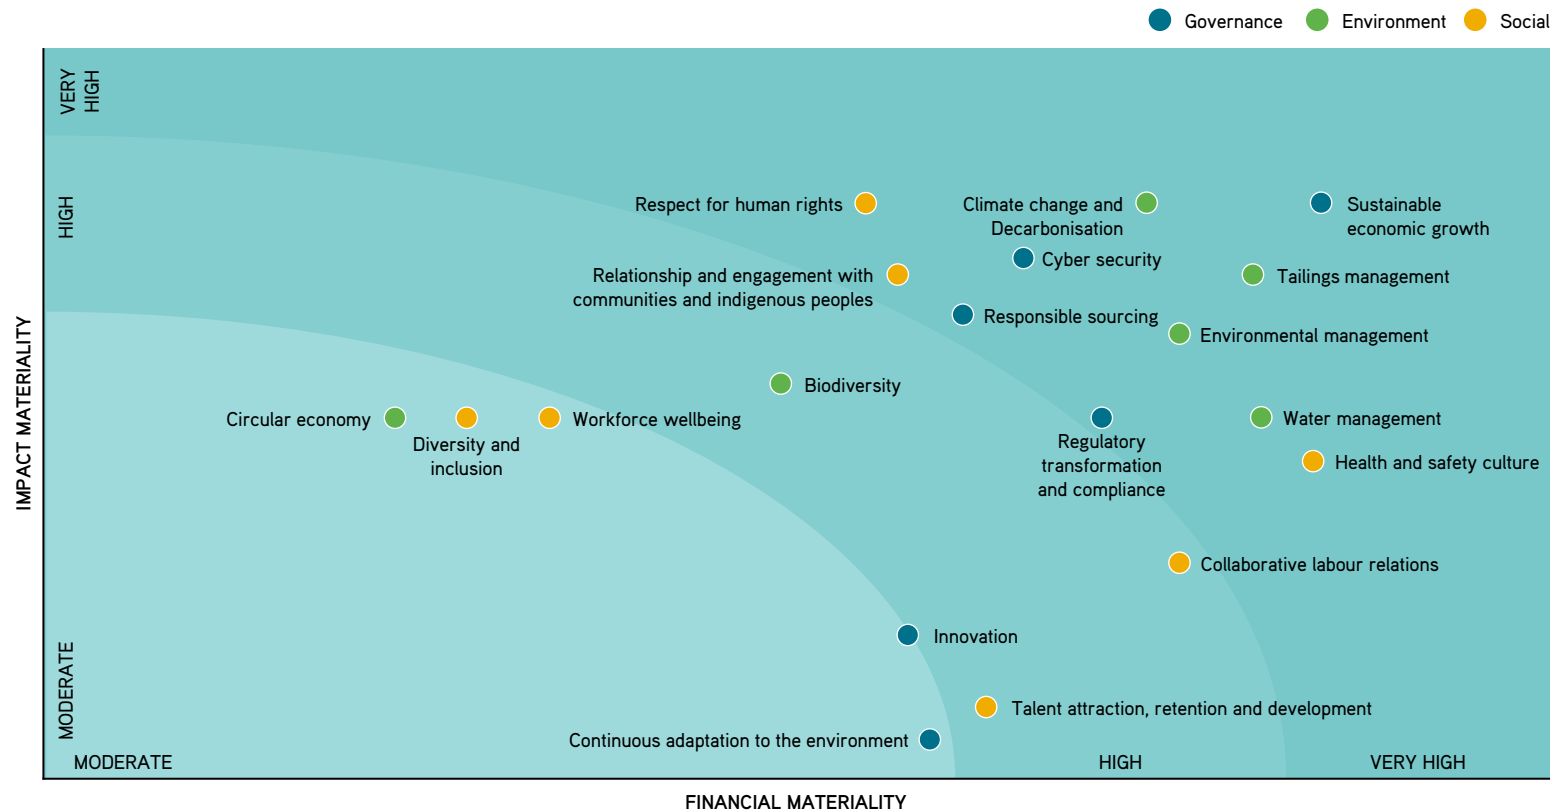 Governance
Environment
Social
VERY
HIGH
HIGH
MODERATE
IMPACT MATERIALITY
Respect for human rights
Climate change and
Decarbonisation
Sustainable
economic growth
Cyber security
Relationship and engagement with
communities and indigenous peoples
Tailings management
Responsible sourcing
Environmental management
Biodiversity
Circular economy
Diversity and
inclusion
Workforce wellbeing
Regulatory
transformation
and compliance
Water management
Health and safety culture
Collaborative labour relations
Innovation
Talent attraction, retention and development
Continuous adaptation to the environment
MODERATE
HIGH
VERY HIGH
FINANCIAL MATERIALITY